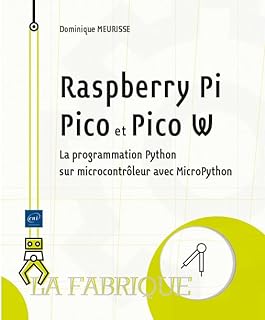 Dominique MEURISSE
Raspberry Pi
Pico et Pico W
La programmation Python
sur microcontrôleur avec MicroPython
eni
LA FABRIQUE